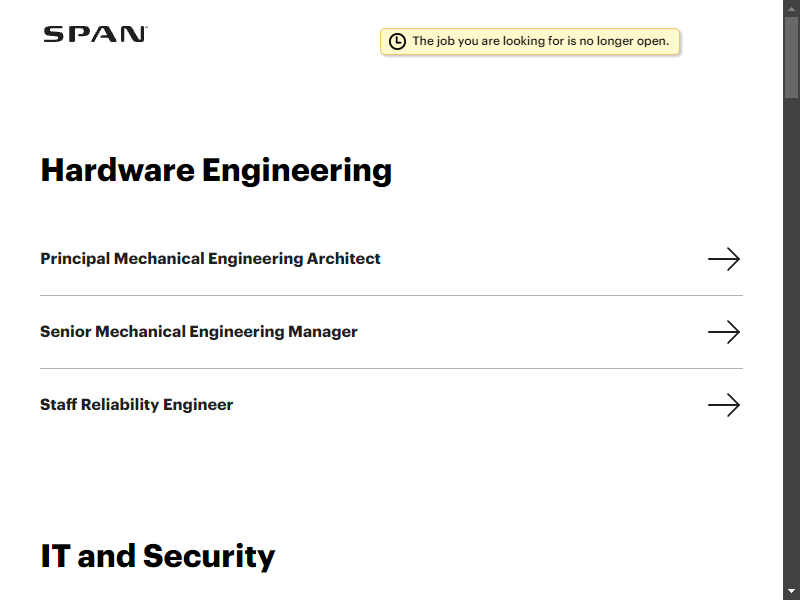 SPAN
The job you are looking for is no longer open.
Hardware Engineering
Principal Mechanical Engineering Architect
Senior Mechanical Engineering Manager
Staff Reliability Engineer
IT and Security